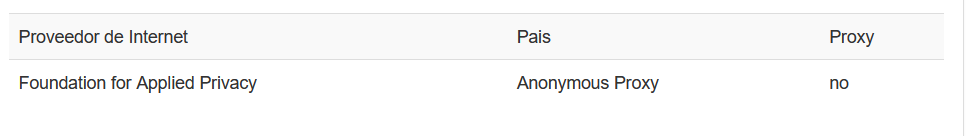 Proveedor de Internet Pais Proxy
Foundation for Applied Privacy Anonymous Proxy no